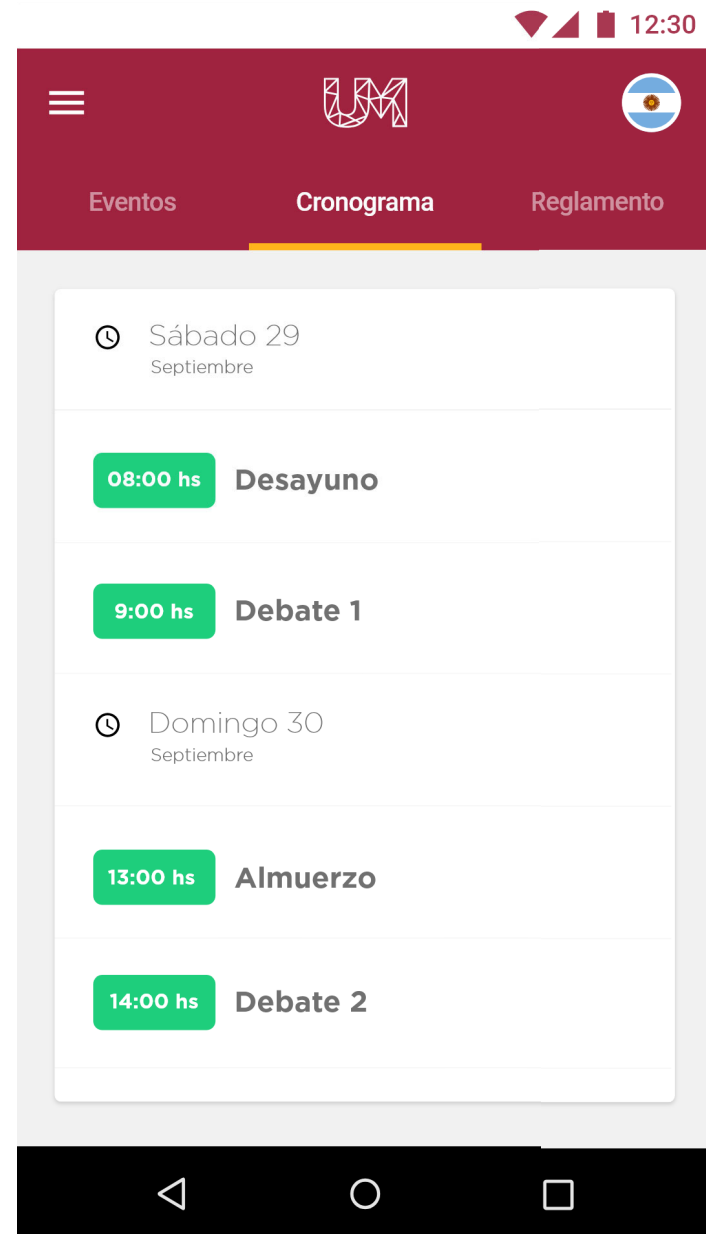 12:30
UM
Eventos Cronograma Reglamento
Sábado 29
Septiembre
08:00 hs Desayuno
9:00 hs Debate 1
Domingo 30
Septiembre
13:00 hs Almuerzo
14:00 hs Debate 2